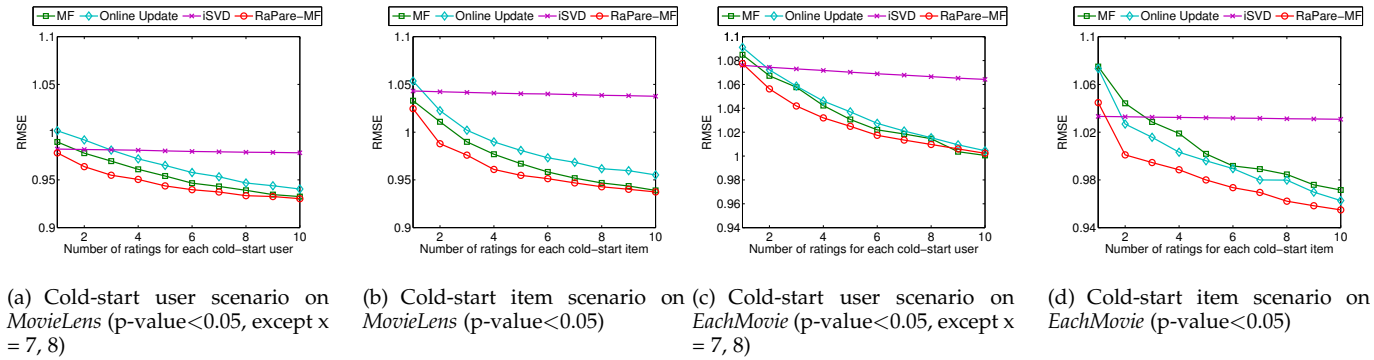 MF Online Update iSVD RaPare−MF
1.1
1.05
1
0.95
0.9
RMSE
2 4 6 8 10
Number of ratings for each cold−start user
MF Online Update iSVD RaPare−MF
1.1
1.05
1
0.95
0.9
RMSE
2 4 6 8 10
Number of ratings for each cold−start item
MF Online Update iSVD RaPare−MF
1.1
1.08
1.06
1.04
1.02
1
0.98
0.96
0.94
RMSE
2 4 6 8 10
Number of ratings for each cold−start user
MF Online Update iSVD RaPare−MF
1.1
1.06
1.02
0.98
0.94
RMSE
2 4 6 8 10
Number of ratings for each cold−start item
(a) Cold-start user scenario on
MovieLens (p-value<0.05, except x
= 7, 8)
(b) Cold-start item scenario on
MovieLens (p-value<0.05)
(c) Cold-start user scenario on
EachMovie (p-value<0.05, except x
= 7, 8)
(d) Cold-start item scenario on
EachMovie (p-value<0.05)